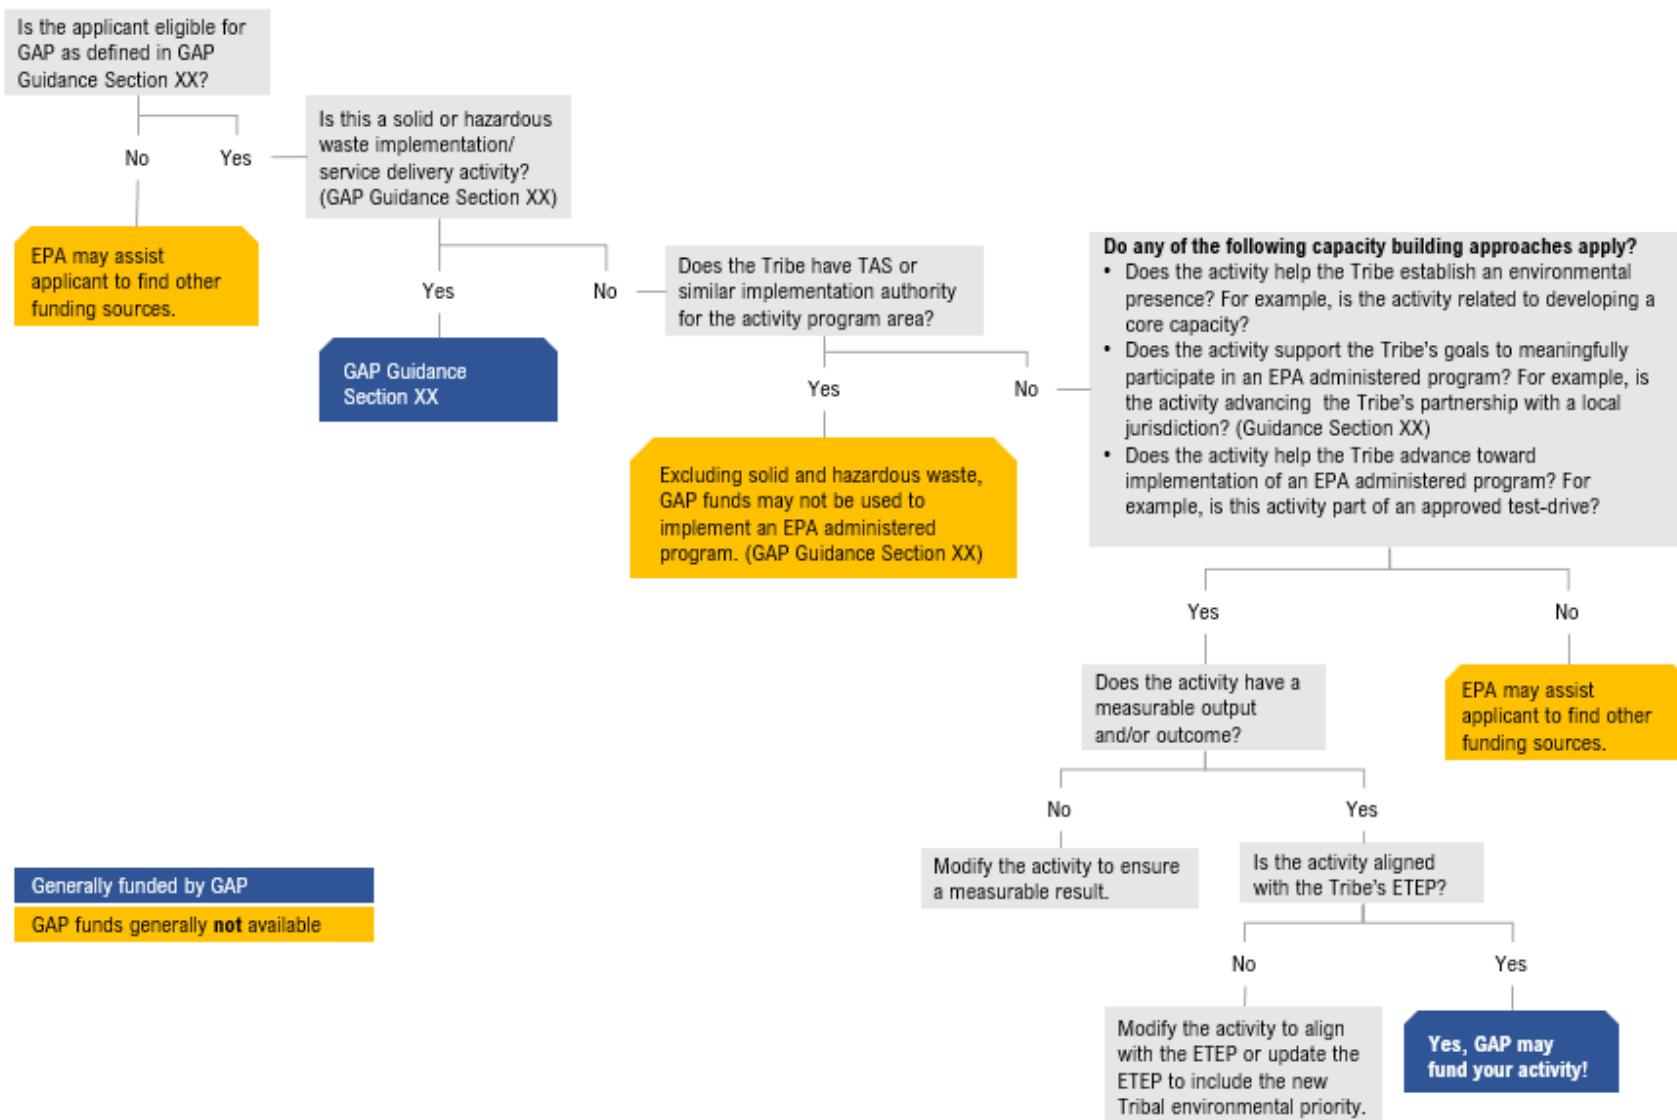 Is the applicant eligible for
GAP as defined in GAP
Guidance Section XX?
No
Yes
Is this a solid or hazardous
waste implementation/
service delivery activity?
(GAP Guidance Section XX)
EPA may assist
applicant to find other
funding sources.
Yes
No
Does the Tribe have TAS or
similar implementation authority
for the activity program area?
GAP Guidance
Section XX
Yes
No
Do any of the following capacity building approaches apply?
• Does the activity help the Tribe establish an environmental
presence? For example, is the activity related to developing a
core capacity?
• Does the activity support the Tribe's goals to meaningfully
participate in an EPA administered program? For example, is
the activity advancing the Tribe's partnership with a local
jurisdiction? (Guidance Section XX)
• Does the activity help the Tribe advance toward
implementation of an EPA administered program? For
example, is this activity part of an approved test-drive?
Excluding solid and hazardous waste,
GAP funds may not be used to
implement an EPA administered
program. (GAP Guidance Section XX)
Yes
No
Does the activity have a
measurable output
and/or outcome?
EPA may assist
applicant to find other
funding sources.
No
Yes
Modify the activity to ensure
a measurable result.
Is the activity aligned
with the Tribe's ETEP?
No
Yes
Modify the activity to align
with the ETEP or update the
ETEP to include the new
Tribal environmental priority.
Yes, GAP may
fund your activity!
Generally funded by GAP
GAP funds generally not available